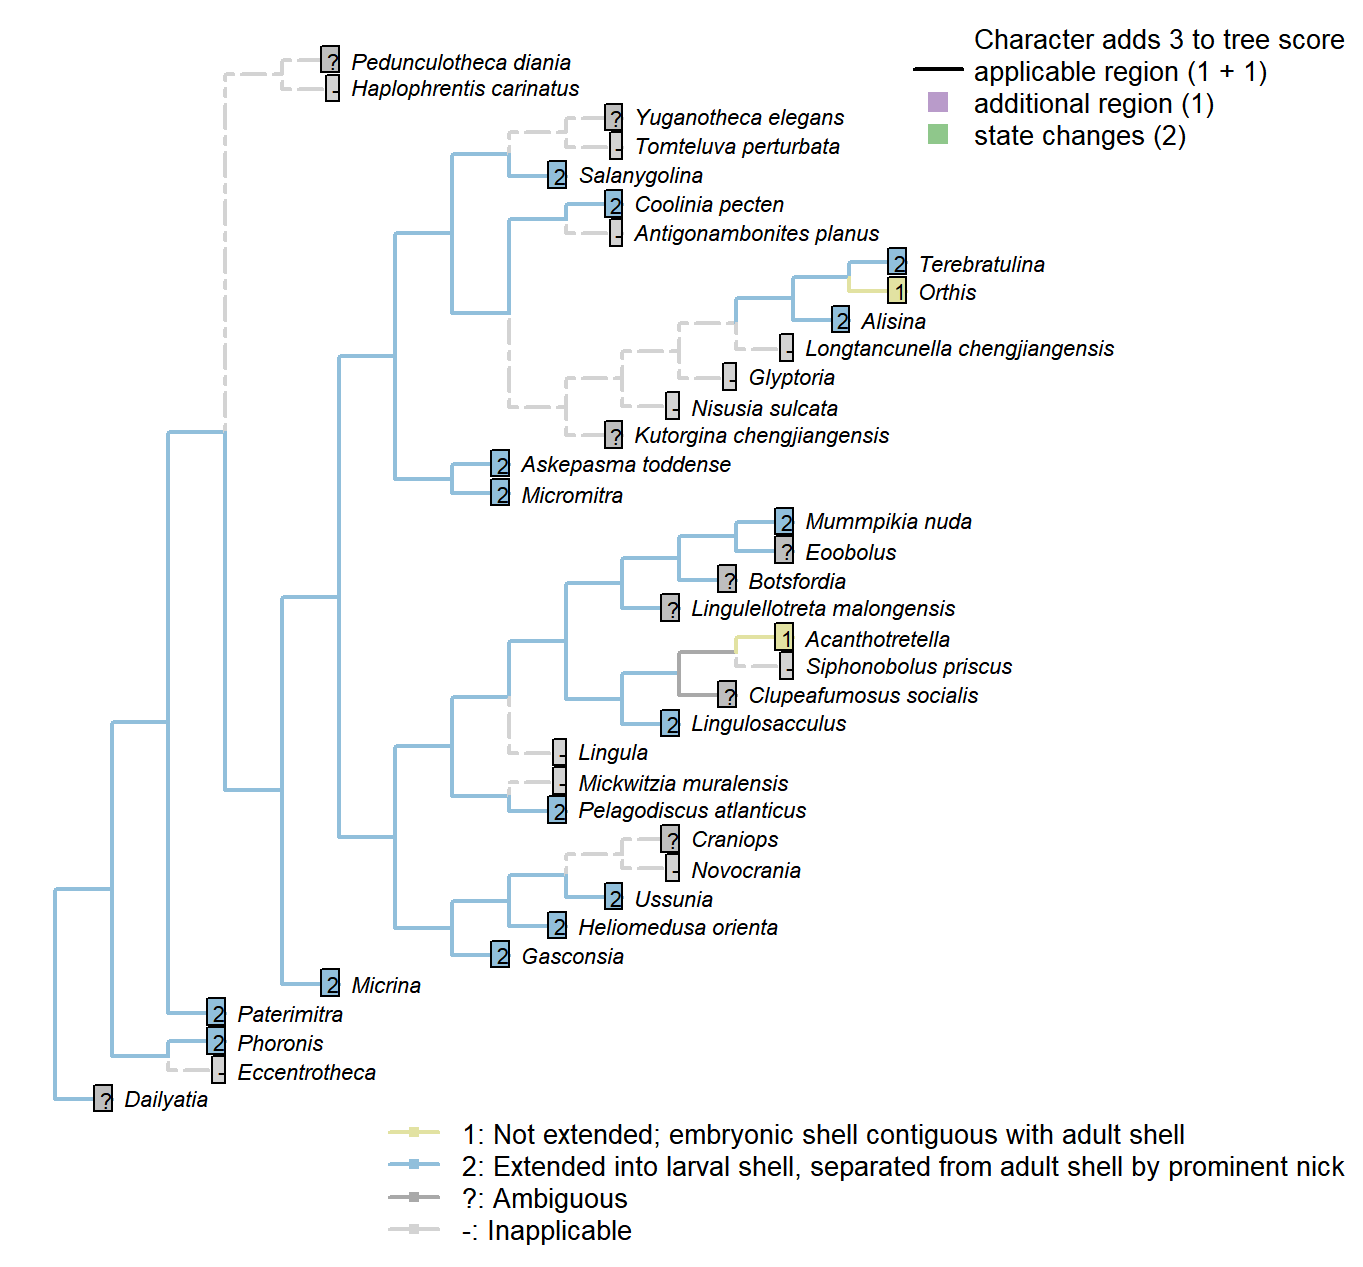 Character adds 3 to tree score
applicable region (1 + 1)
additional region (1)
state changes (2)
? Pedunculotheca diania
- Haplophrentis carinatus
? Yuganotheca elegans
- Tomteluva perturbata
2 Salanygolina
2 Coolinia pecten
- Antigonambonites planus
2 Terebratulina
1 Orthis
2 Alisina
- Longtancunella chengjiangensis
- Glyptoria
- Nisusia sulcata
? Kutorgina chengjiangensis
2 Askepasma toddense
2 Micromitra
2 Mummpikia nuda
? Eoobolus
? Botsfordia
? Lingulellotreta malongensis
1 Acanthotretella
- Siphonobolus priscus
? Clupeafumosus socialis
2 Lingulosacculus
- Lingula
- Mickwitzia muralensis
2 Pelagodiscus atlanticus
? Craniops
- Novocrania
2 Ussunia
2 Heliomedusa orienta
2 Gasconsia
2 Micrina
2 Paterimitra
2 Phoronis
- Eccentrotheca
? Dailyatia
1: Not extended; embryonic shell contiguous with adult shell
2: Extended into larval shell, separated from adult shell by prominent nick
?: Ambiguous
-: Inapplicable